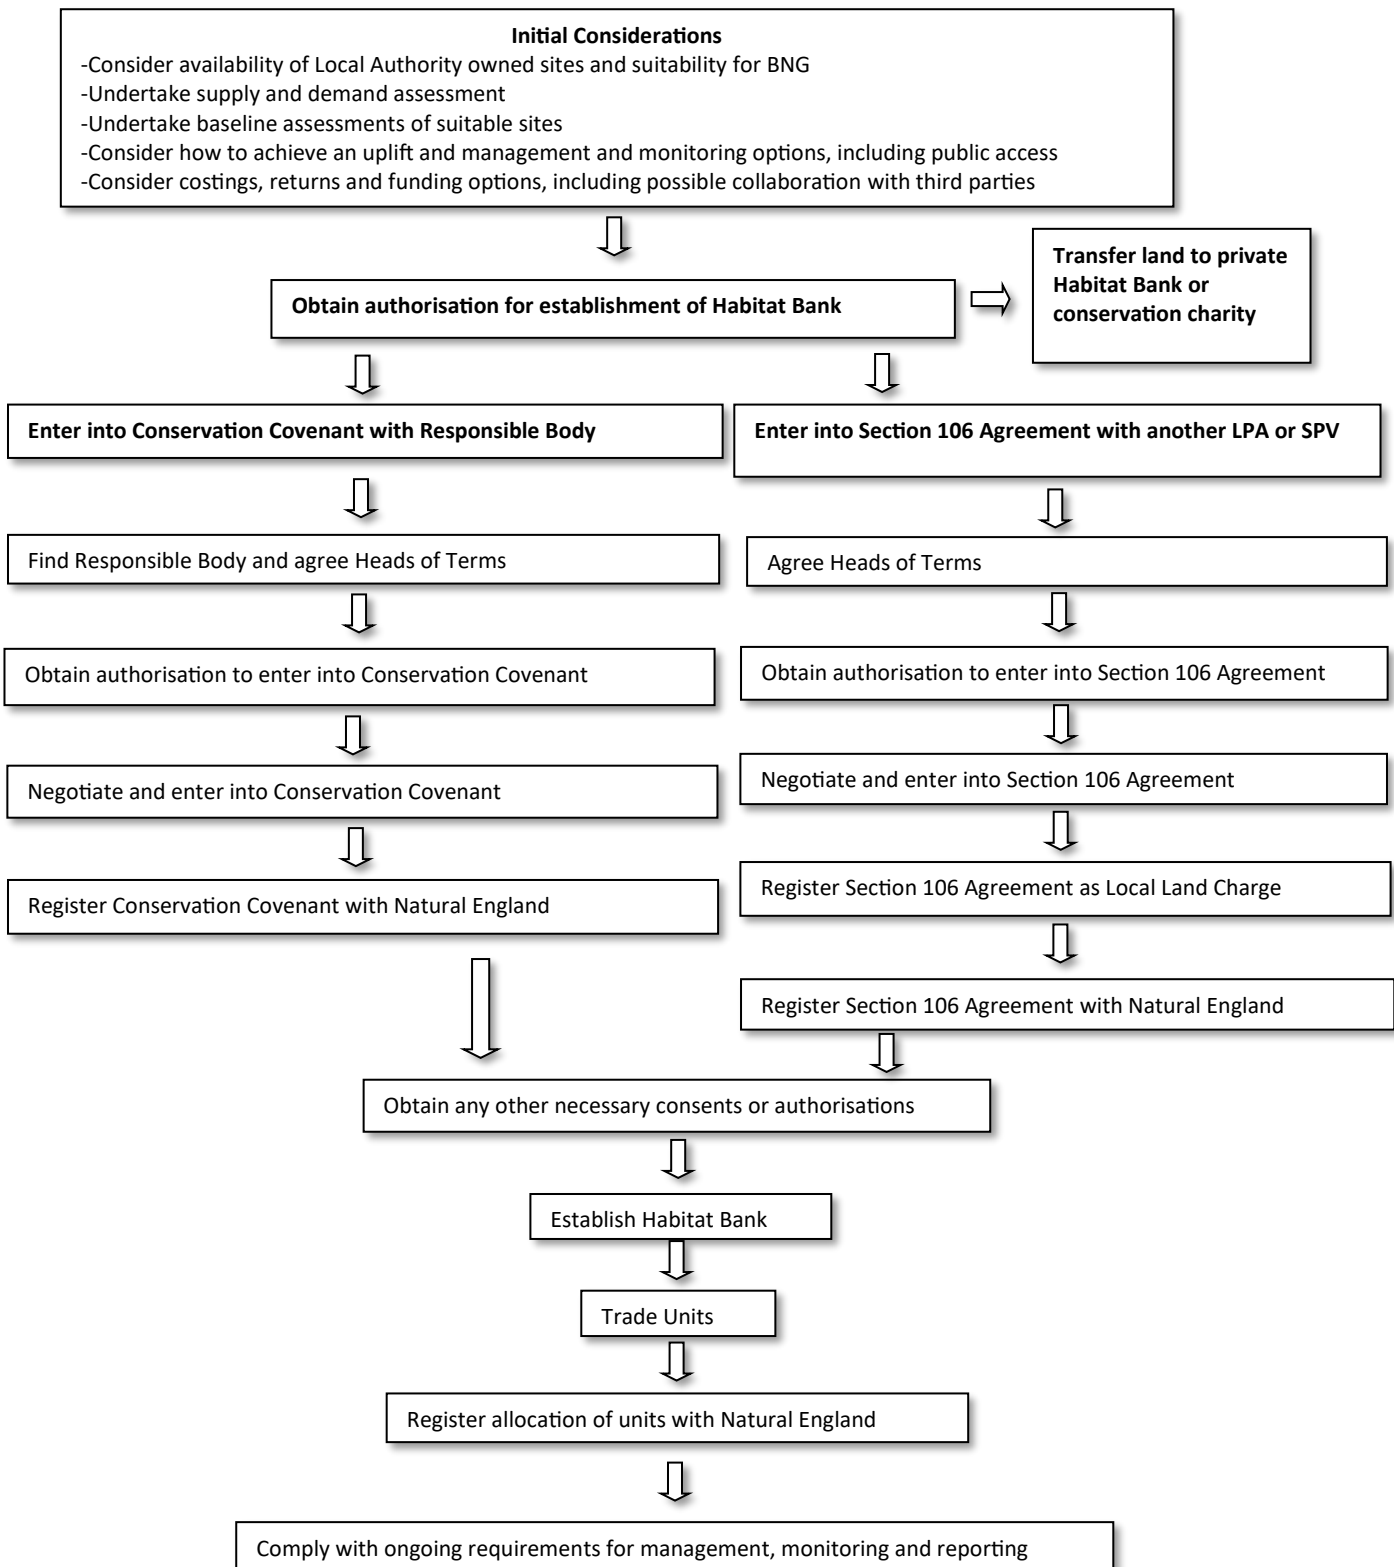 Initial Considerations
-Consider availability of Local Authority owned sites and suitability for BNG
-Undertake supply and demand assessment
-Undertake baseline assessments of suitable sites
-Consider how to achieve an uplift and management and monitoring options, including public access
-Consider costings, returns and funding options, including possible collaboration with third parties
Obtain authorisation for establishment of Habitat Bank
Transfer land to private
Habitat Bank or
conservation charity
Enter into Conservation Covenant with Responsible Body
Find Responsible Body and agree Heads of Terms
Obtain authorisation to enter into Conservation Covenant
Negotiate and enter into Conservation Covenant
Register Conservation Covenant with Natural England
Enter into Section 106 Agreement with another LPA or SPV
Agree Heads of Terms
Obtain authorisation to enter into Section 106 Agreement
Negotiate and enter into Section 106 Agreement
Register Section 106 Agreement as Local Land Charge
Register Section 106 Agreement with Natural England
Obtain any other necessary consents or authorisations
Establish Habitat Bank
Trade Units
Register allocation of units with Natural England
Comply with ongoing requirements for management, monitoring and reporting